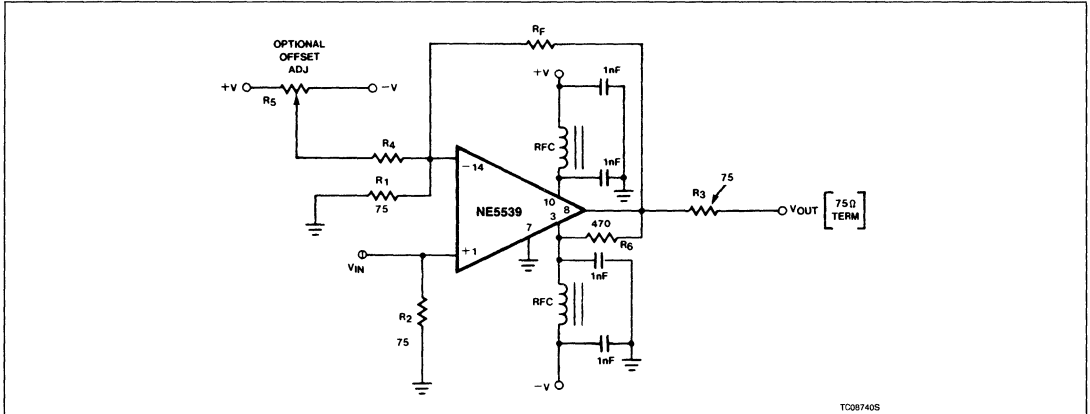 OPTIONAL
OFFSET
ADJ
+V
R5
-V
RF
+V
1nF
RFC
1nF
R4
R1
75
-14
NE5539
10
8
3
7
+1
VIN
R2
75
470
R6
1nF
RFC
1nF
-V
R3
75
VOUT
75Ω
TERM
TC08740S